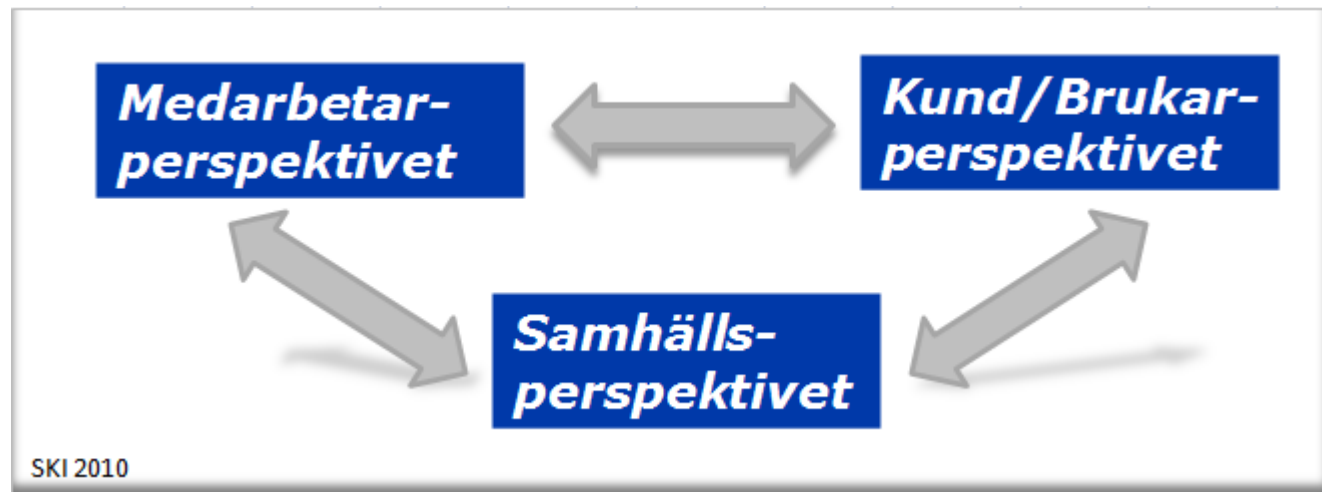 Medarbetar-
perspektivet
Kund/Brukar-
perspektivet
Samhälls-
perspektivet
SKI 2010